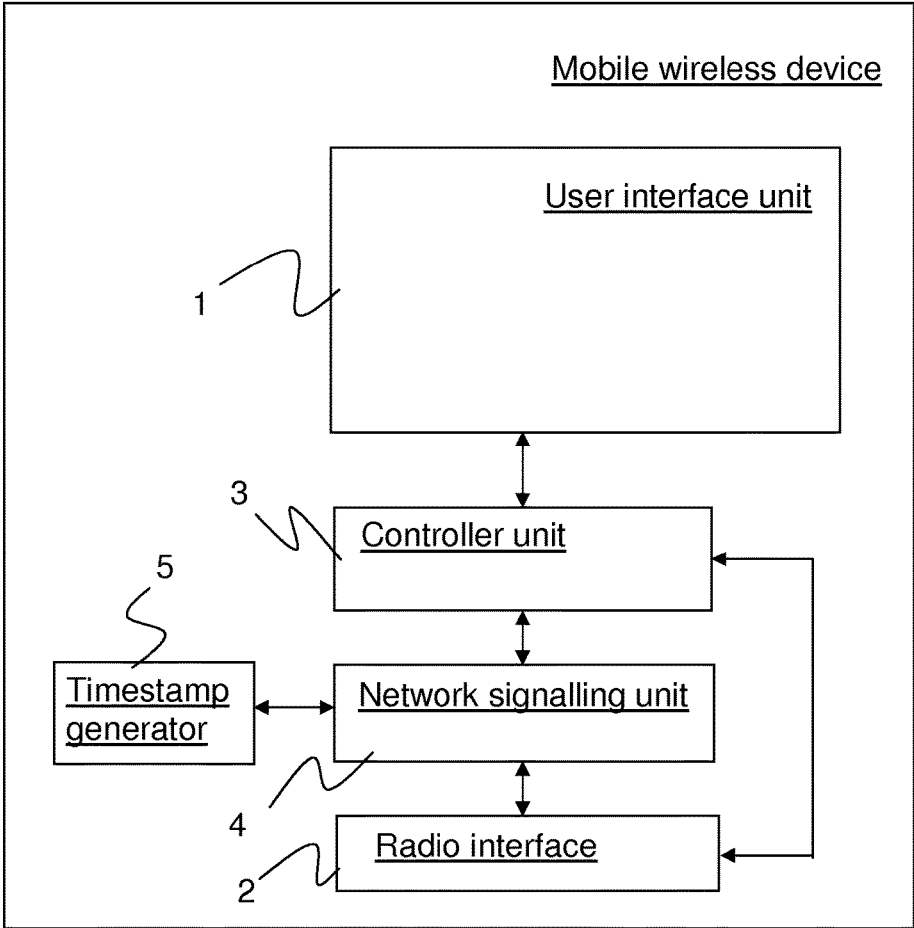 Mobile wireless device
User interface unit
1
3
Controller unit
5
Timestamp
generator
Network signalling unit
4
Radio interface
2